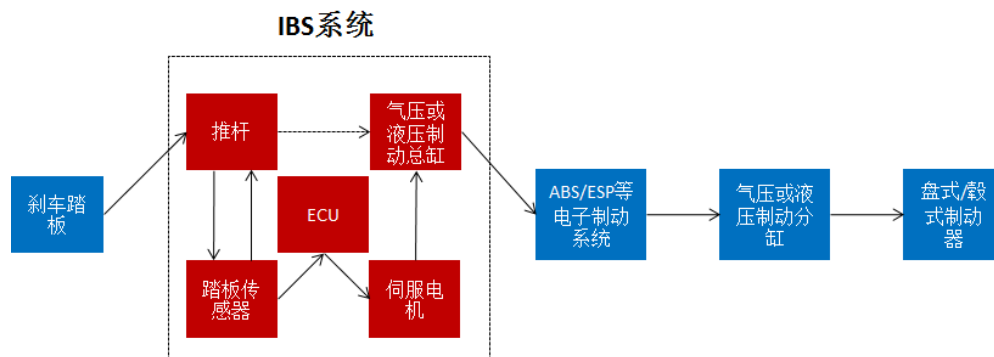 IBS系统
推杆
气压或
液压制
动总缸
刹车踏
板
ECU
ABS/ESP等
电子制动
系统
气压或液
压制动分
缸
盘式/毂
式制动
器
踏板传
感器
伺服电
机